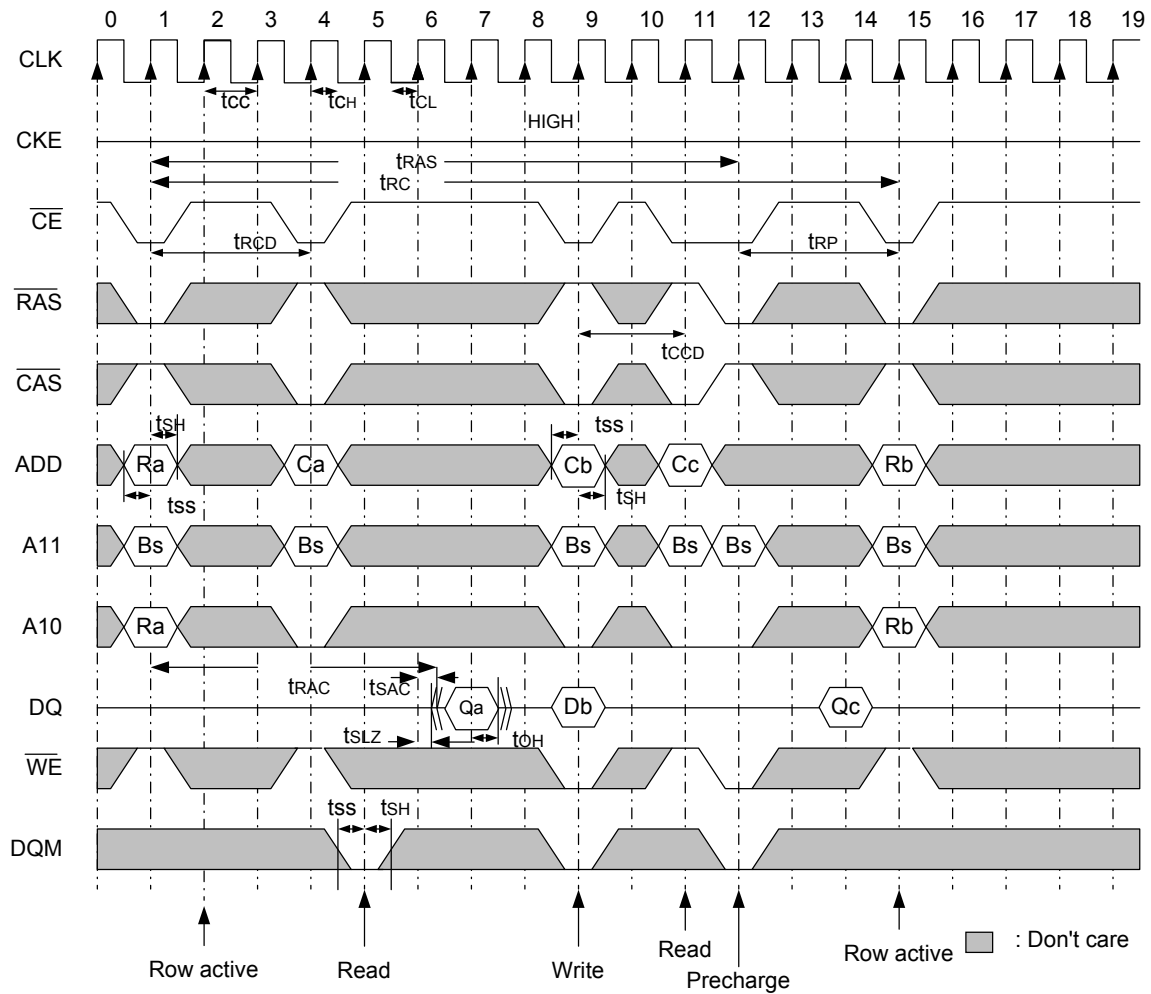 0 1 2 3 4 5 6 7 8 9 10 11 12 13 14 15 16 17 18 19
CLK
tCC tCH tCL
HIGH
CKE
tRAS
tRC
CE
tRCD tRP
RAS
tCCD
CAS
tSH tSS
ADD Ra Ca Cb Cc Rb
tSS tSH
A11 Bs Bs Bs Bs Bs Bs
A10 Ra Rb
tRAC tSAC
DQ Qa Db Qc
tSLZ tOH
WE
tSS tSH
DQM
Row active Read Write Read Precharge Row active : Don't care